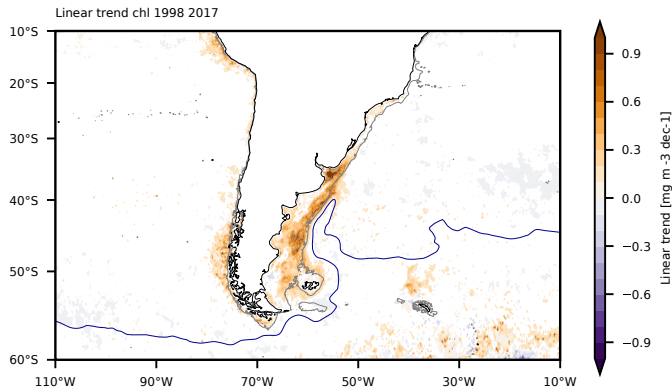 Linear trend chl 1998 2017
10°S
20°S
30°S
40°S
50°S
60°S
110°W
90°W
70°W
50°W
30°W
10°W
0.9
0.6
0.3
0.0
−0.3
−0.6
−0.9
Linear trend [mg m -3 dec-1]